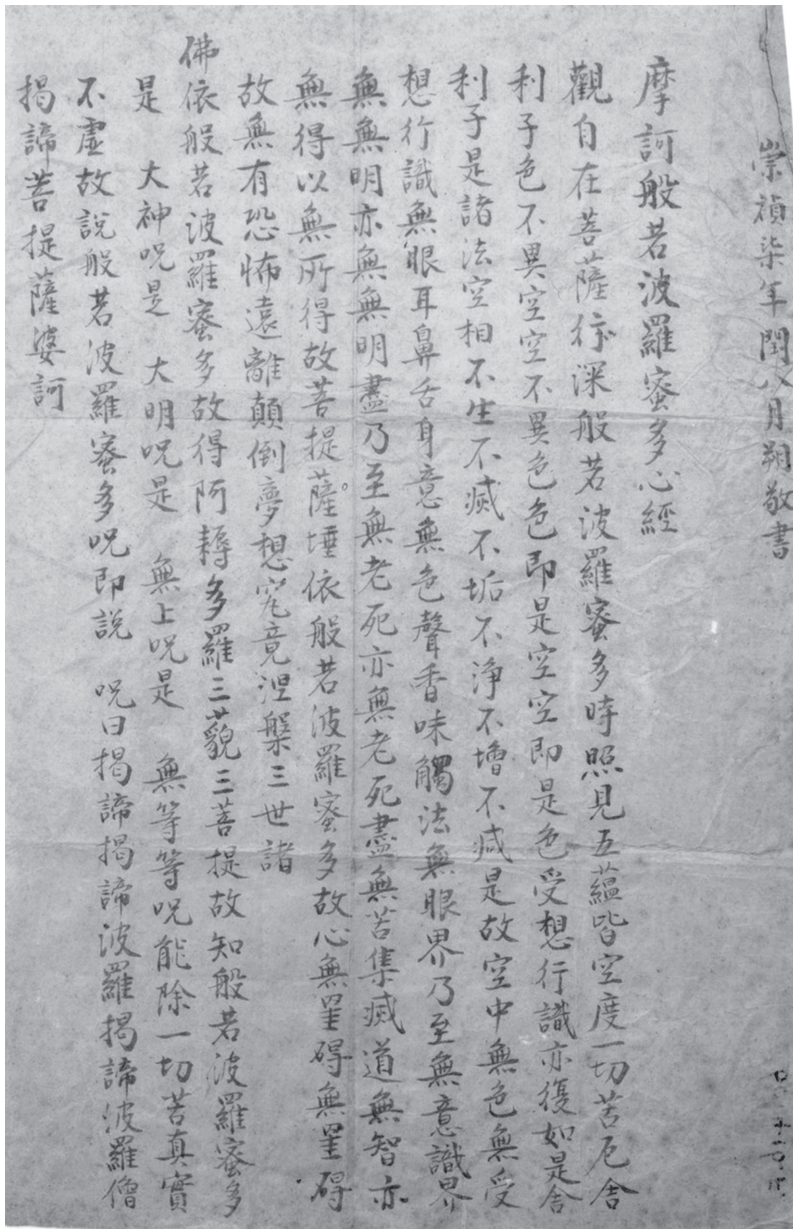 崇禎柒年閏八月朔敬書
摩訶般若波羅蜜多心經
觀自在菩薩行深般若波羅蜜多時照見五蘊皆空度一切苦厄舍
利子色不異空空不異色色即是空空即是色受想行識亦復如是舍
利子是諸法空相不生不滅不垢不淨不增不減是故空中無色無受
想行識無眼耳鼻舌身意無色聲香味觸法無眼界乃至無意識界
無無明亦無無明盡乃至無老死亦無老死盡無苦集滅道無智亦
無得以無所得故菩提薩埵依般若波羅蜜多故心無罣碍無罣碍
故無有恐怖遠離顛倒夢想究竟涅槃三世諸
佛依般若波羅蜜多故得阿耨多羅三藐三菩提故知般若波羅蜜多
是 大神咒是 大明咒是 無上咒是 無等等咒能除一切苦真實
不虛故說般若波羅蜜多咒即說 咒曰揭諦揭諦波羅揭諦波羅僧
揭諦菩提薩婆訶